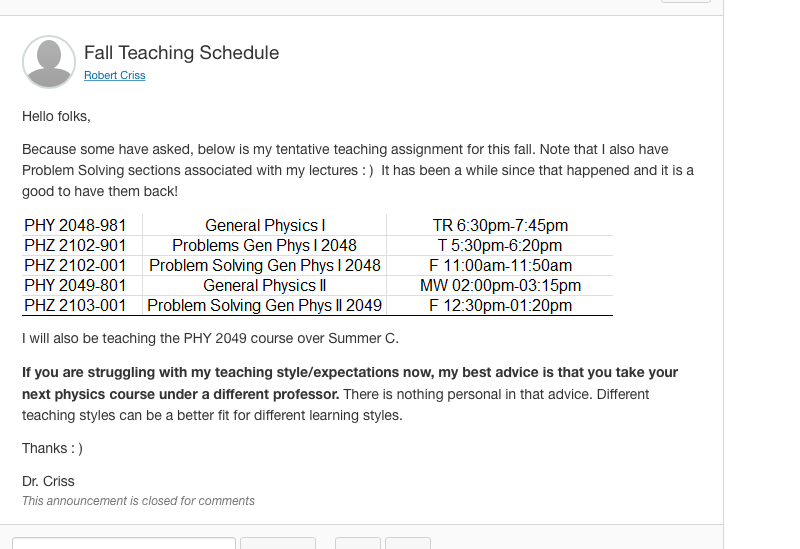 Fall Teaching Schedule
Robert Criss
Hello folks,
Because some have asked, below is my tentative teaching assignment for this fall. Note that I also have
Problem Solving sections associated with my lectures : )  It has been a while since that happened and it is a
good to have them back!
PHY 2048-981 General Physics I TR 6:30pm-7:45pm
PHZ 2102-901 Problems Gen Phys I 2048 T 5:30pm-6:20pm
PHZ 2102-001 Problem Solving Gen Phys I 2048 F 11:00am-11:50am
PHY 2049-801 General Physics II MW 02:00pm-03:15pm
PHZ 2103-001 Problem Solving Gen Phys II 2049 F 12:30pm-01:20pm
I will also be teaching the PHY 2049 course over Summer C.
If you are struggling with my teaching style/expectations now, my best advice is that you take your
next physics course under a different professor. There is nothing personal in that advice. Different
teaching styles can be a better fit for different learning styles.
Thanks : )
Dr. Criss
This announcement is closed for comments